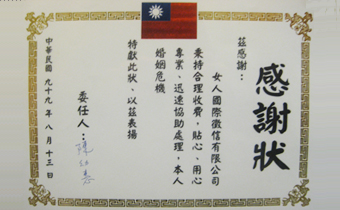 感謝狀
茲感謝：
女人國際徵信有限公司
秉持合理收費，貼心、用心
專業、迅速協助處理，本人
婚姻危機
特獻此狀、以茲表揚
委任人：
中華民國 九十九 年 八 月 十三 日